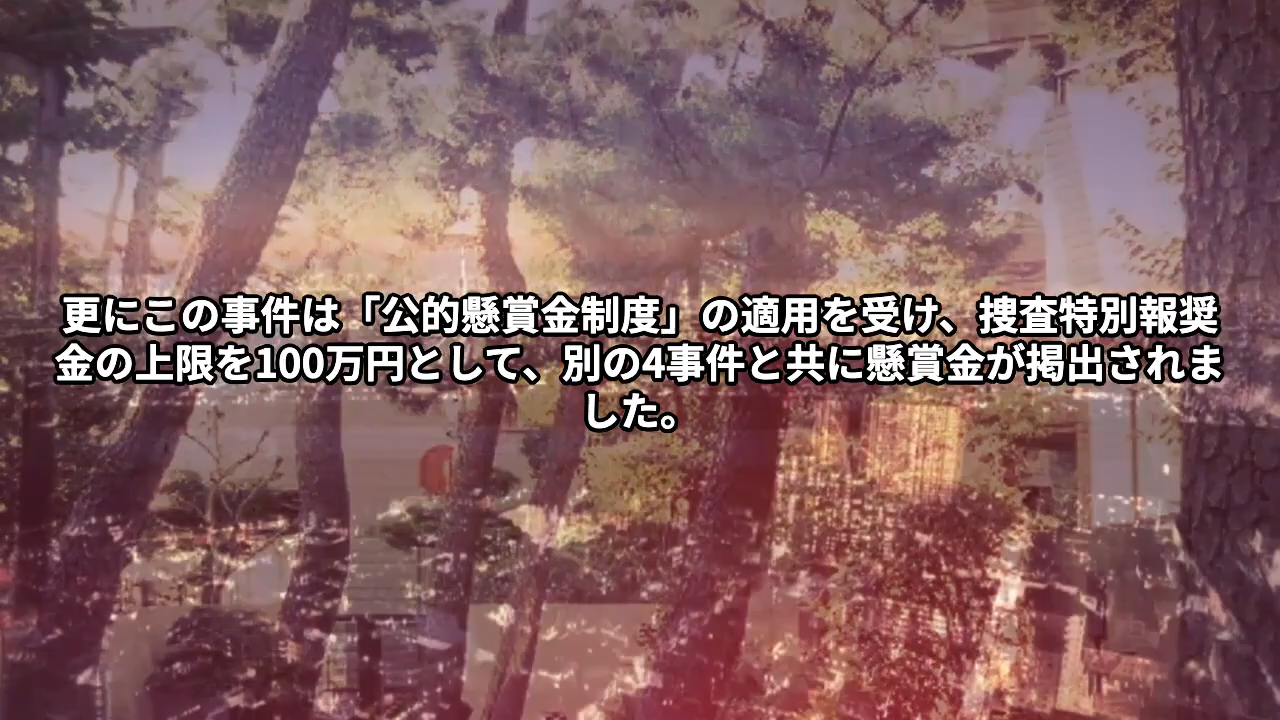 更にこの事件は「公的懸賞金制度」の適用を受け、捜査特別報奨
金の上限を100万円として、別の4事件と共に懸賞金が掲出されま
した。